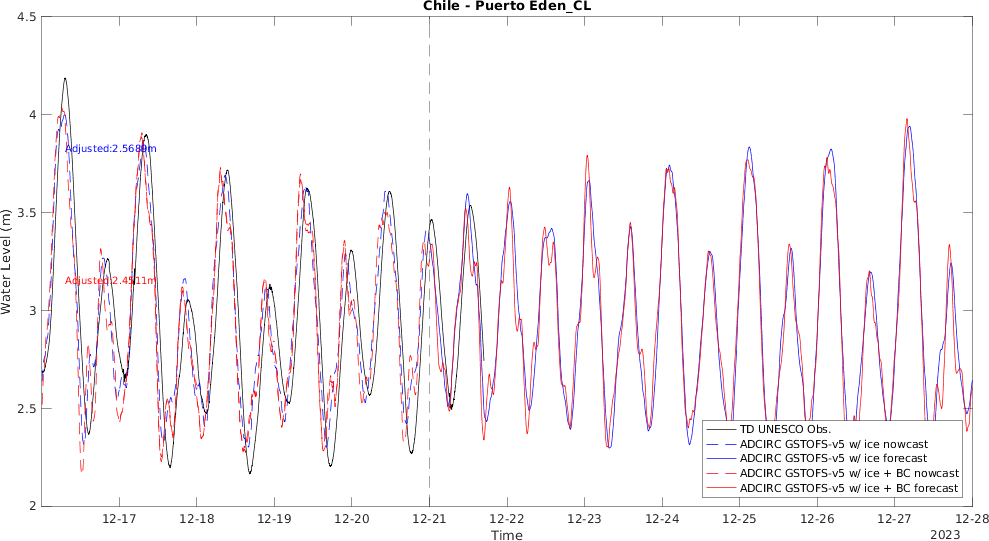 Chile - Puerto Eden_CL
4.5
4
3.5
3
2.5
2
Water Level (m)
Adjusted:2.5689m
Adjusted:2.4511m
TD UNESCO Obs.
ADCIRC GSTOFS-v5 w/ ice nowcast
ADCIRC GSTOFS-v5 w/ ice forecast
ADCIRC GSTOFS-v5 w/ ice + BC nowcast
ADCIRC GSTOFS-v5 w/ ice + BC forecast
12-17 12-18 12-19 12-20 12-21 12-22 12-23 12-24 12-25 12-26 12-27 12-28
Time
2023